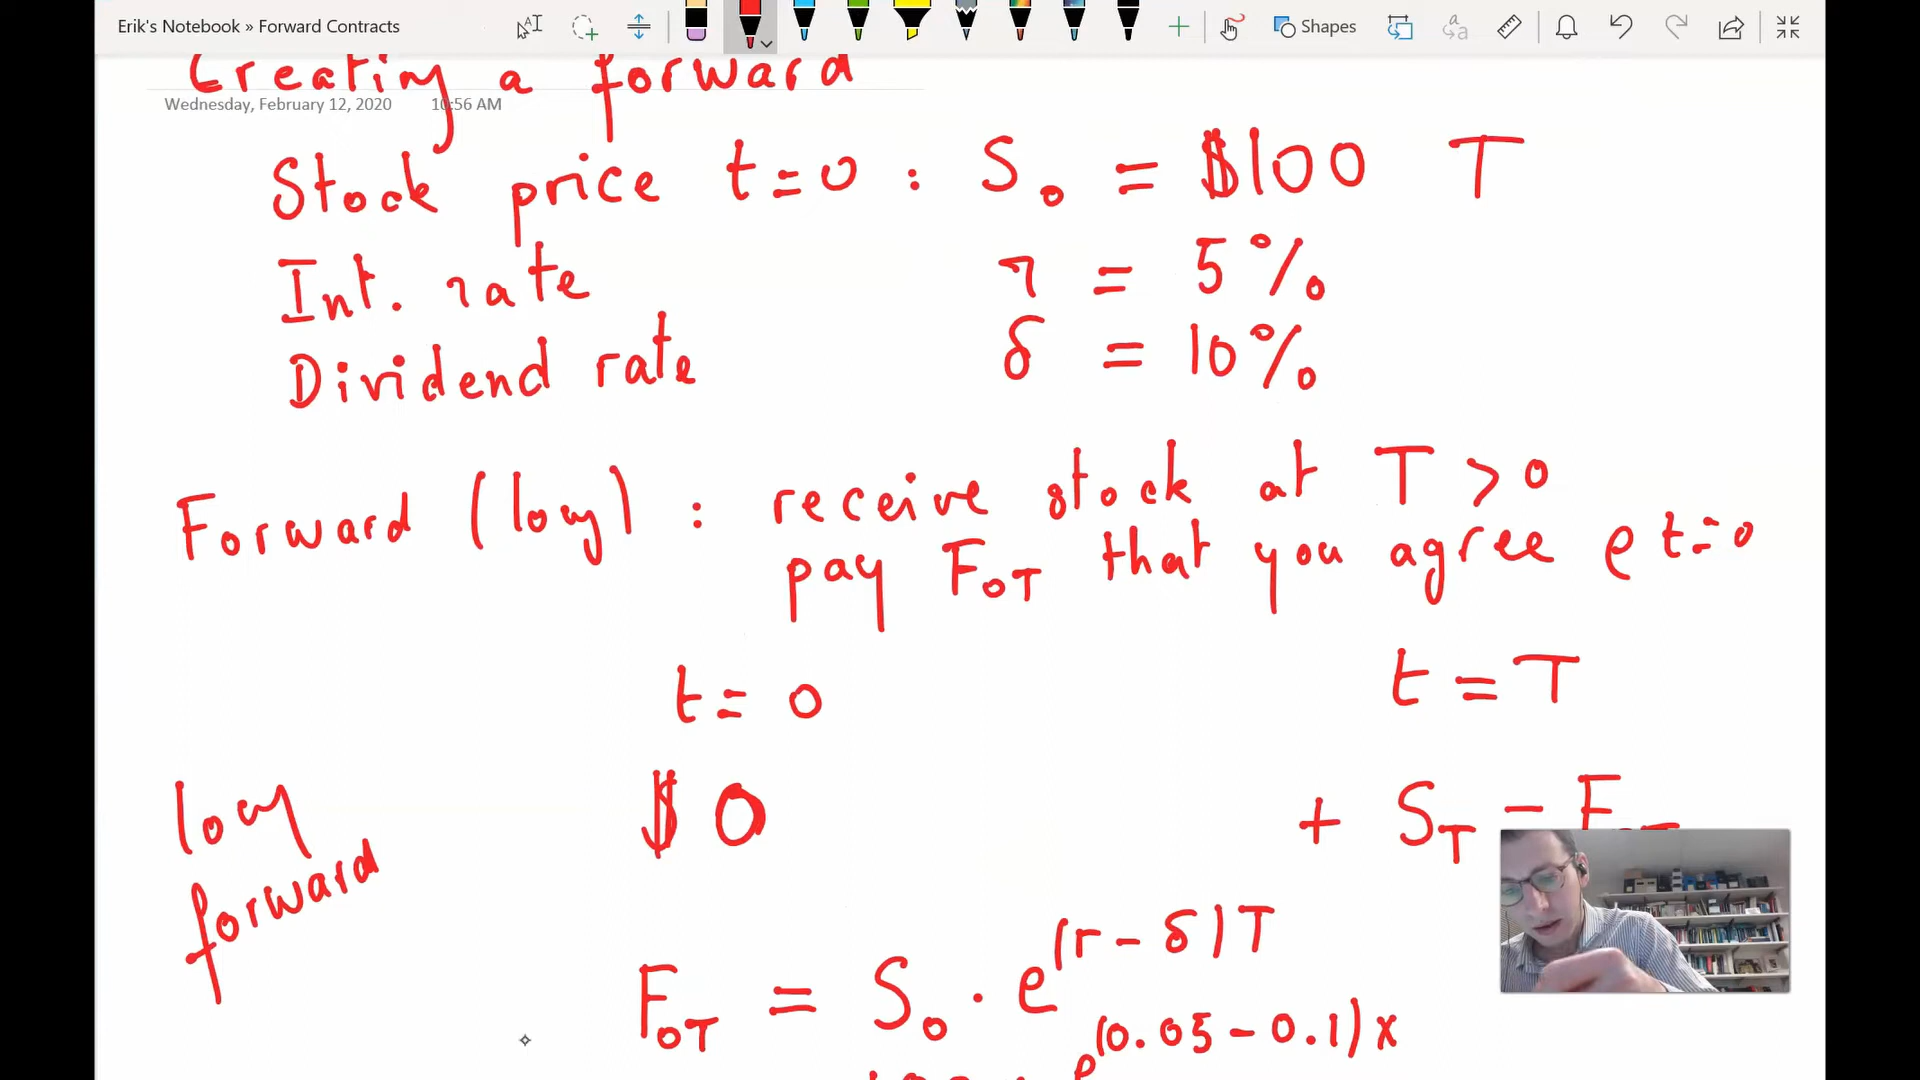 Erik's Notebook » Forward Contracts
Shapes
Creating a forward
Wednesday, February 12, 2020 10:56 AM
Stock price t=0 : S0 = $100 T
Int. rate r = 5%
Dividend rate δ = 10%
Forward (long) : receive stock at T > 0
pay F0T that you agree @ t=0
t= 0 t = T
long $ 0 + ST -
forward
F0T = S0 · e(r - δ)T
e(0.05 - 0.1) x